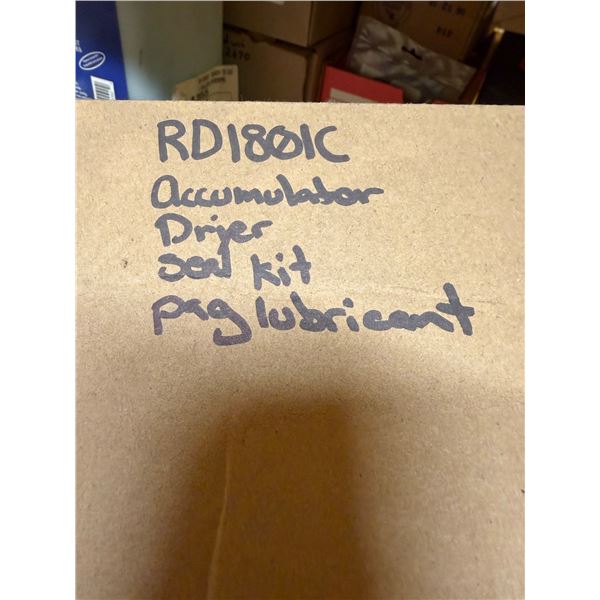 RD1801C
Accumulator
Drier
seal kit
pag lubricant